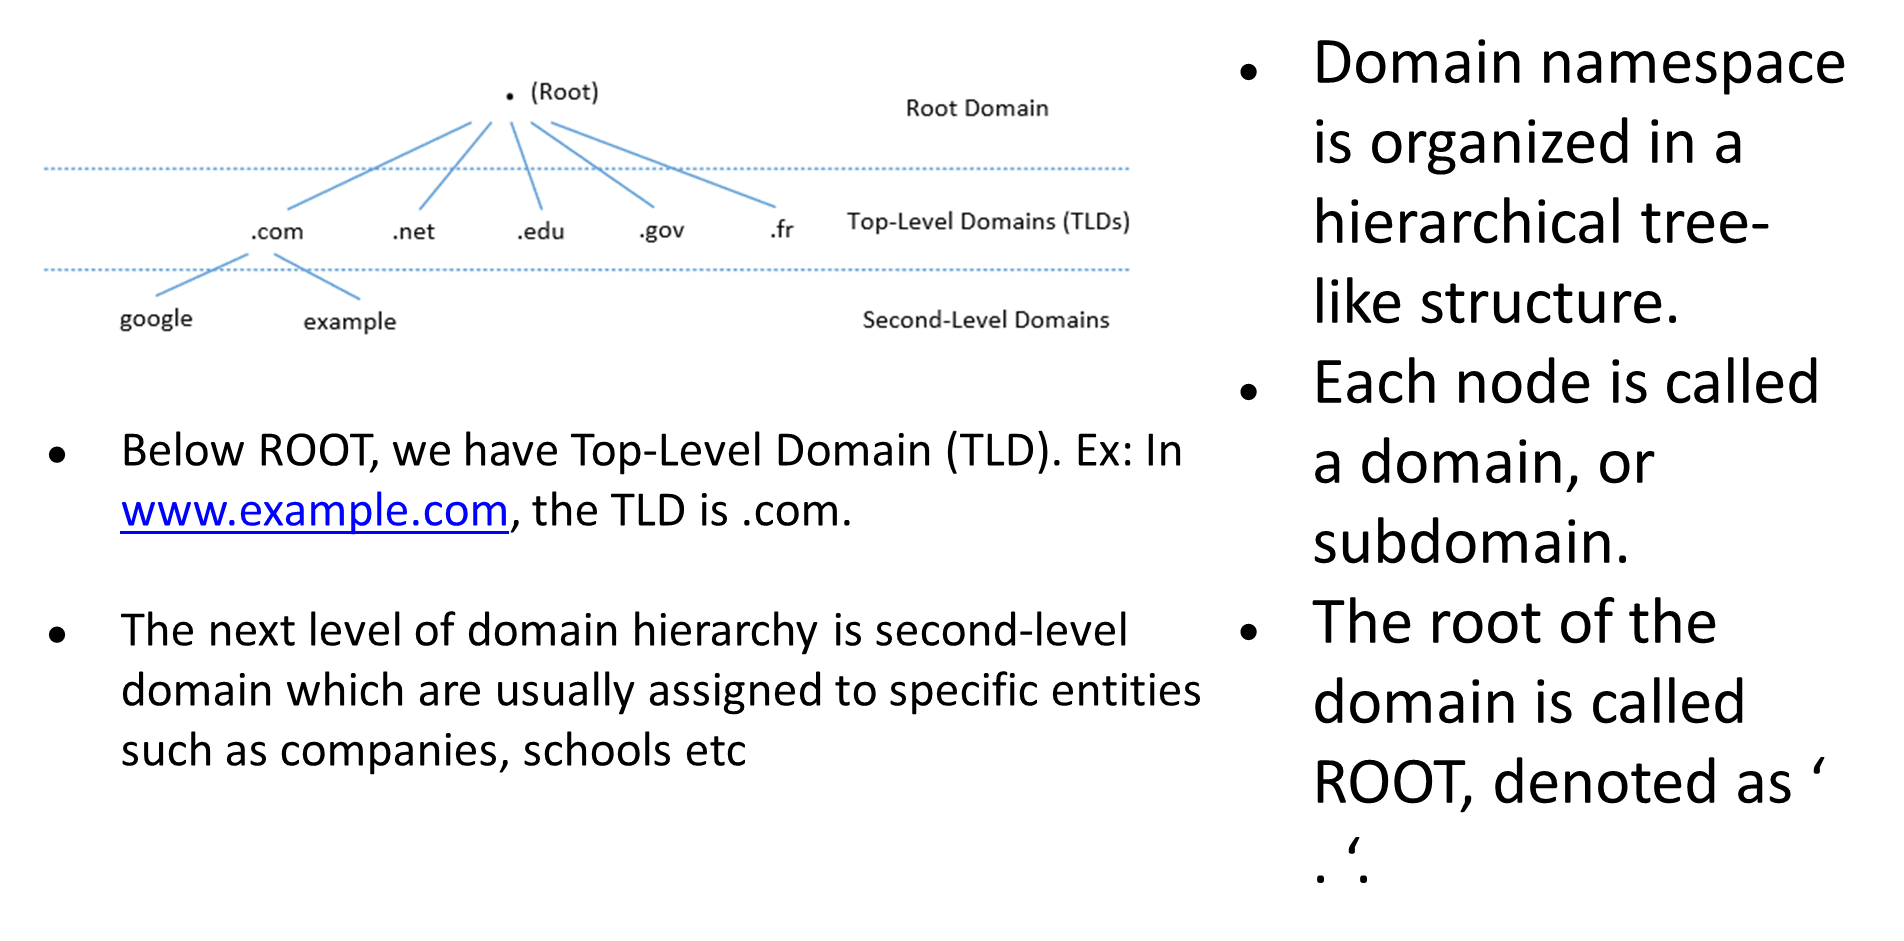 . (Root)
Root Domain
.com .net .edu .gov .fr Top-Level Domains (TLDs)
google example Second-Level Domains
● Below ROOT, we have Top-Level Domain (TLD). Ex: In
www.example.com, the TLD is .com.
● The next level of domain hierarchy is second-level
domain which are usually assigned to specific entities
such as companies, schools etc
● Domain namespace
is organized in a
hierarchical tree-
like structure.
● Each node is called
a domain, or
subdomain.
● The root of the
domain is called
ROOT, denoted as ‘
. ‘.